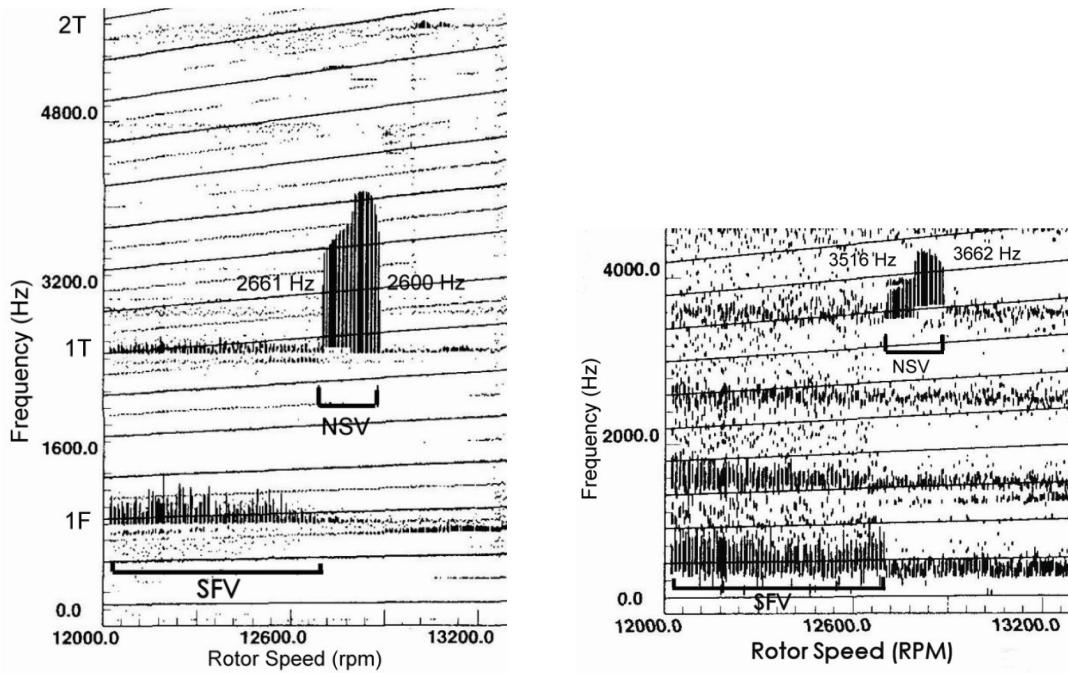 2T
4800.0
3200.0
2661 Hz
2600 Hz
1T
NSV
1600.0
1F
SFV
0.0
12000.0
12600.0
13200.0
Frequency (Hz)
Rotor Speed (rpm)
4000.0
3516 Hz
3662 Hz
NSV
2000.0
SFV
0.0
12000.0
12600.0
13200.0
Frequency (Hz)
Rotor Speed (RPM)